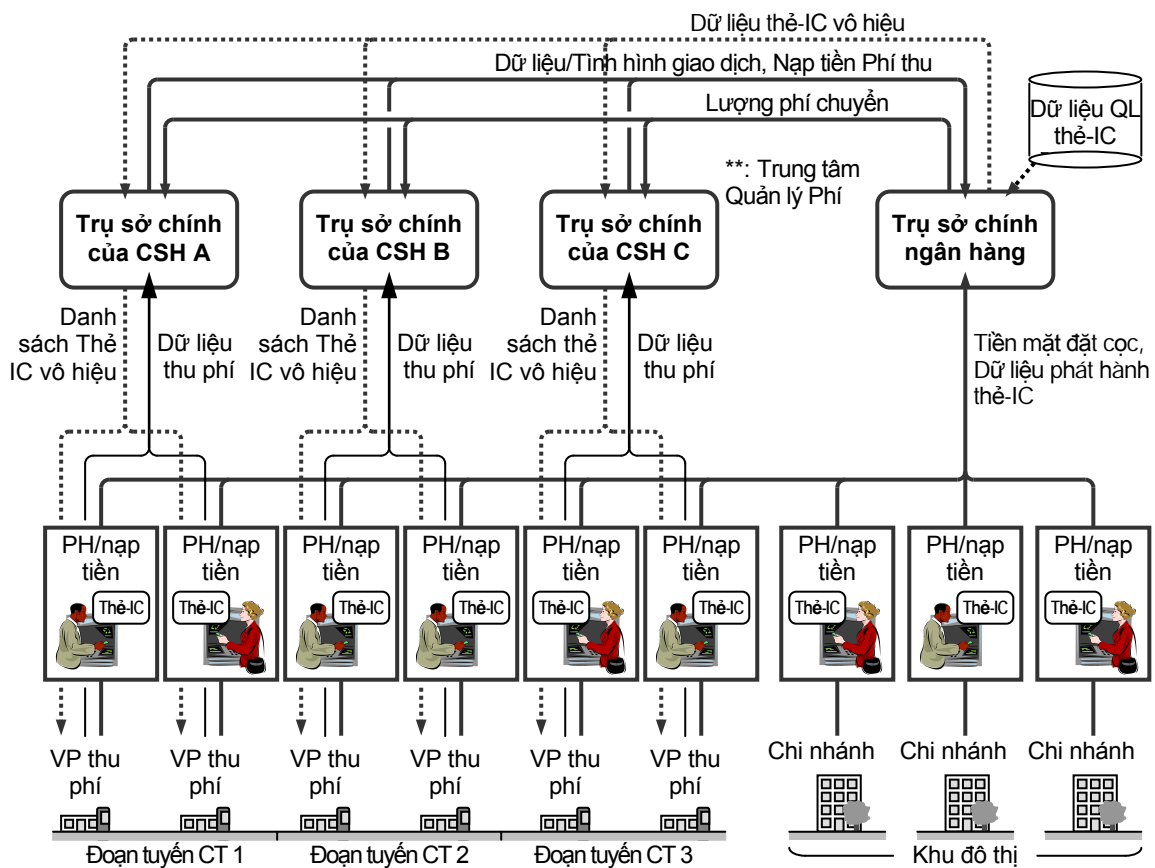 Dữ liệu thẻ-IC vô hiệu
Dữ liệu/Tình hình giao dịch, Nạp tiền Phí thu
Lượng phí chuyển
Dữ liệu QL
thẻ-IC
**: Trung tâm
Quản lý Phí
Trụ sở chính
của CSH A
Trụ sở chính
của CSH B
Trụ sở chính
của CSH C
Trụ sở chính
ngân hàng
Danh
sách Thẻ
IC vô hiệu
Dữ liệu
thu phí
Danh
sách Thẻ
IC vô hiệu
Dữ liệu
thu phí
Danh
sách thẻ
IC vô hiệu
Dữ liệu
thu phí
Tiền mặt đặt cọc,
Dữ liệu phát hành
thẻ-IC
PH/nạp
tiền
Thẻ-IC
PH/nạp
tiền
Thẻ-IC
PH/nạp
tiền
Thẻ-IC
PH/nạp
tiền
Thẻ-IC
PH/nạp
tiền
Thẻ-IC
PH/nạp
tiền
Thẻ-IC
PH/nạp
tiền
Thẻ-IC
PH/nạp
tiền
Thẻ-IC
PH/nạp
tiền
Thẻ-IC
VP thu
phí
VP thu
phí
VP thu
phí
VP thu
phí
VP thu
phí
VP thu
phí
Chi nhánh
Chi nhánh
Chi nhánh
Đoạn tuyến CT 1
Đoạn tuyến CT 2
Đoạn tuyến CT 3
Khu đô thị